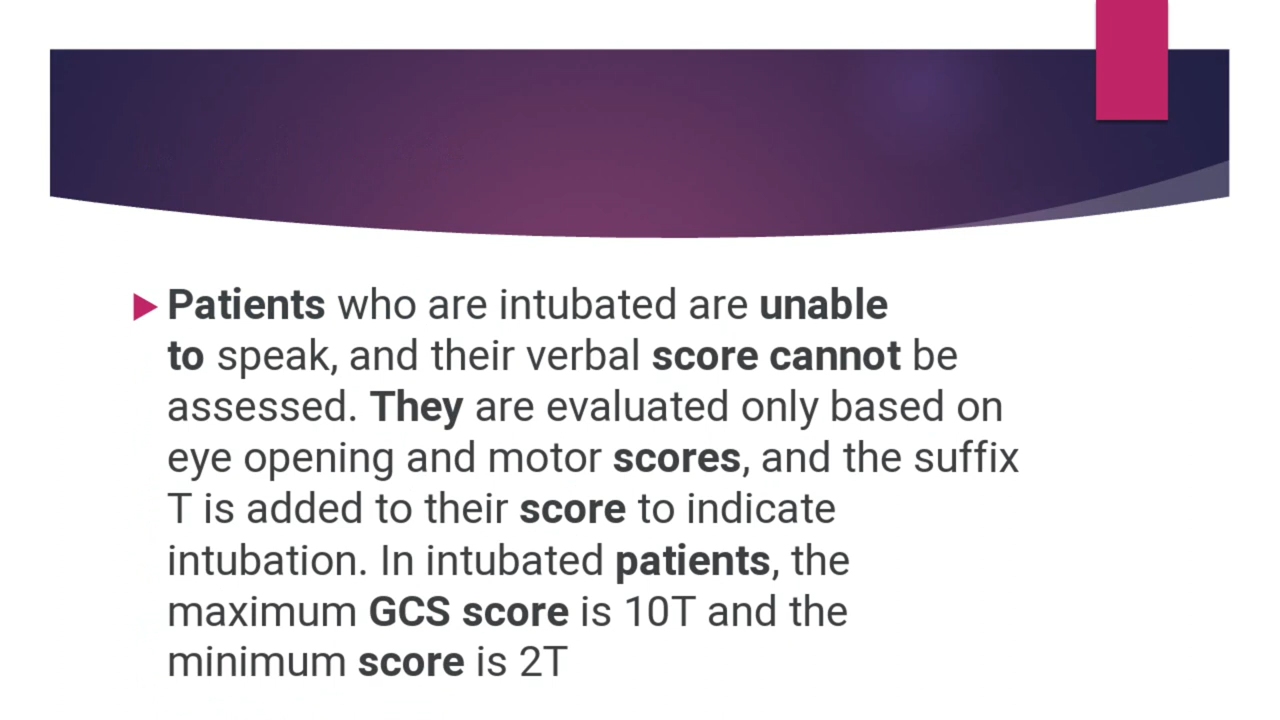 Patients who are intubated are unable
to speak, and their verbal score cannot be
assessed. They are evaluated only based on
eye opening and motor scores, and the suffix
T is added to their score to indicate
intubation. In intubated patients, the
maximum GCS score is 10T and the
minimum score is 2T